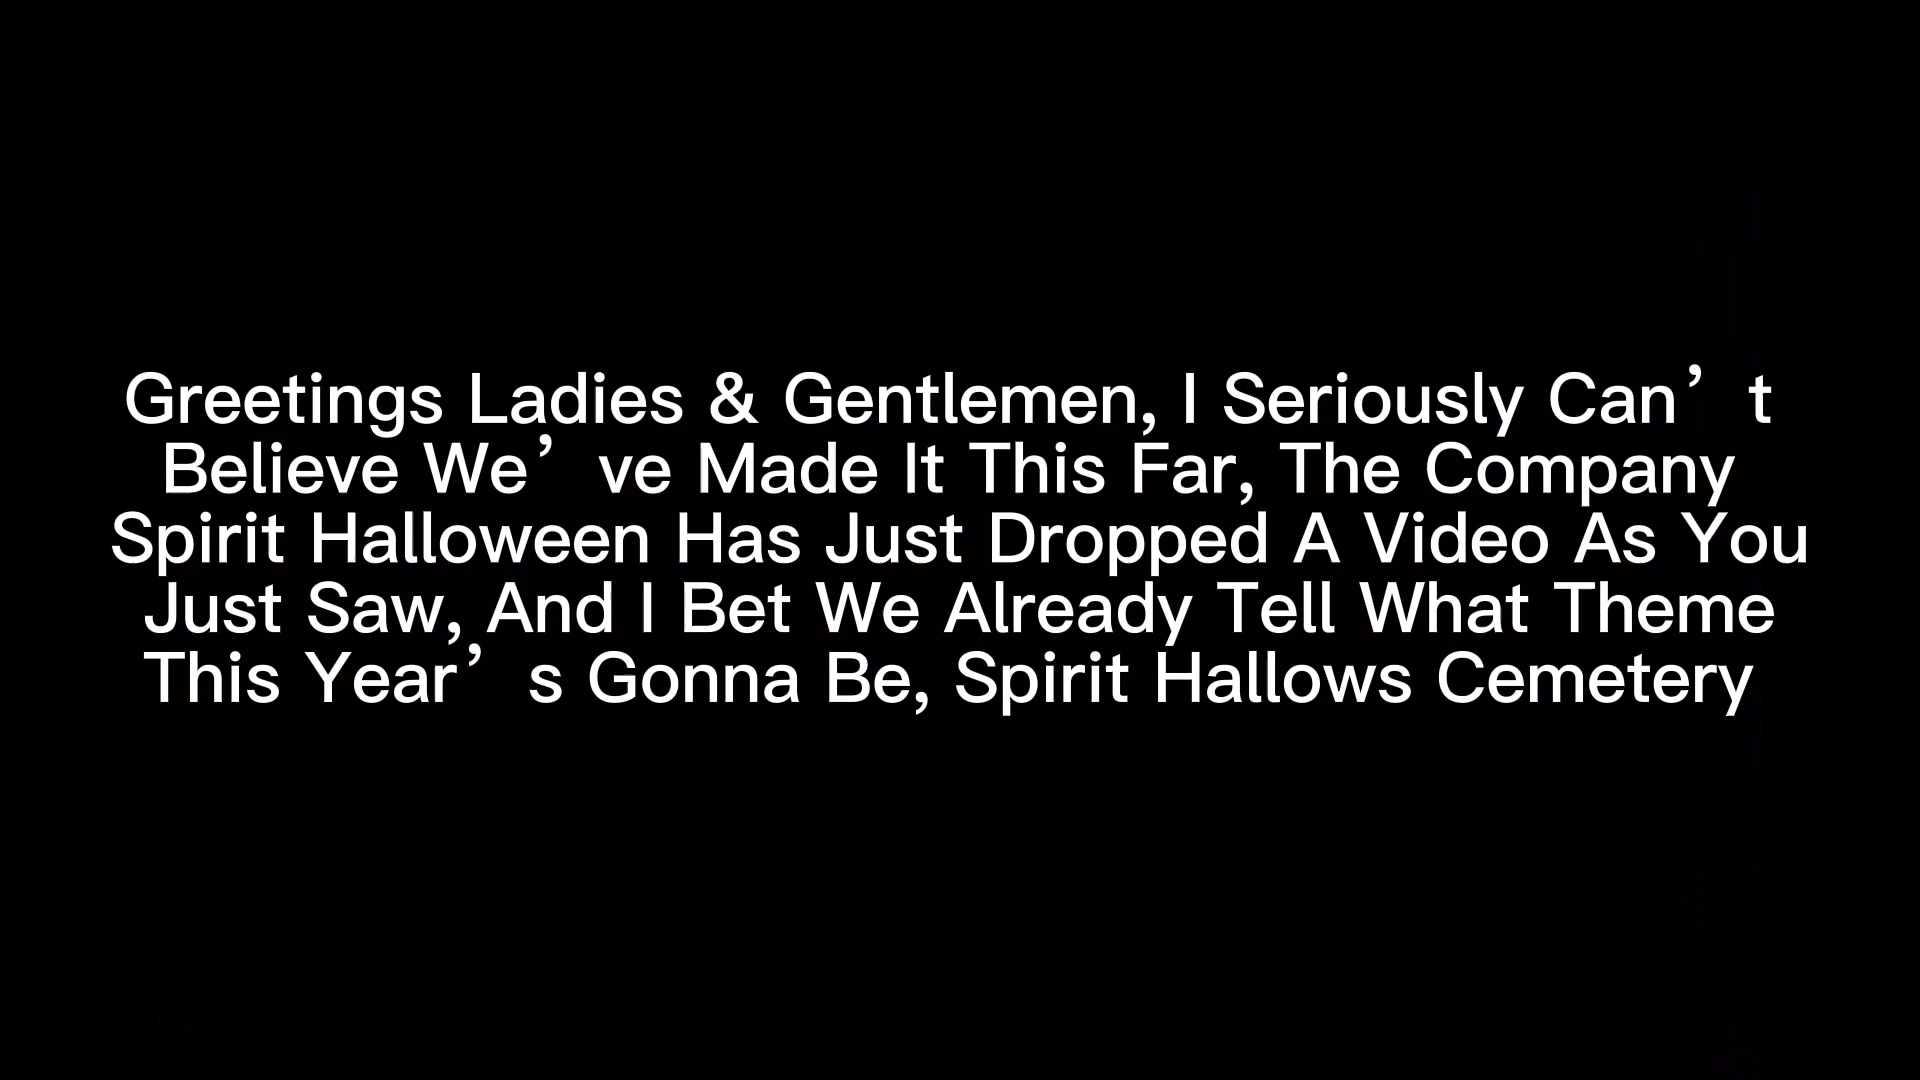 Greetings Ladies & Gentlemen, I Seriously Can’t
Believe We’ve Made It This Far, The Company
Spirit Halloween Has Just Dropped A Video As You
Just Saw, And I Bet We Already Tell What Theme
This Year’s Gonna Be, Spirit Hallows Cemetery